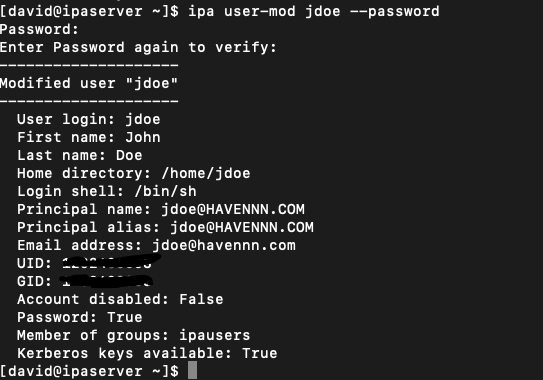 [david@ipaserver ~]$ ipa user-mod jdoe --password
Password:
Enter Password again to verify:
--------------------
Modified user "jdoe"
--------------------
User login: jdoe
First name: John
Last name: Doe
Home directory: /home/jdoe
Login shell: /bin/sh
Principal name: jdoe@HAVENNN.COM
Principal alias: jdoe@HAVENNN.COM
Email address: jdoe@havennn.com
UID:
GID:
Account disabled: False
Password: True
Member of groups: ipausers
Kerberos keys available: True
[david@ipaserver ~]$